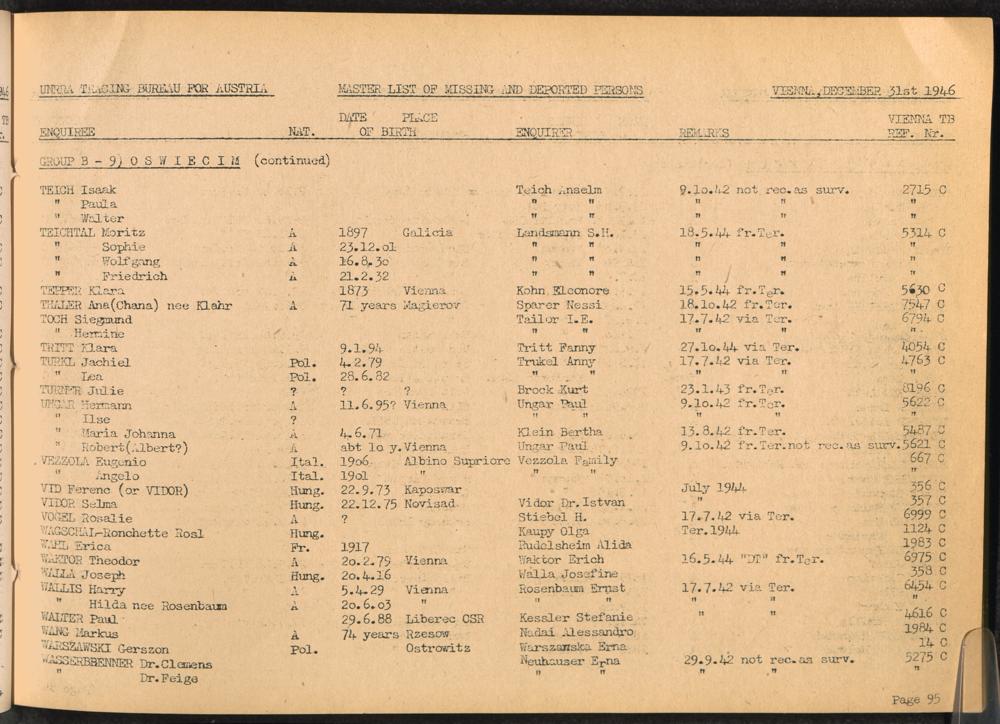 UNRRA TRACING BUREAU FOR AUSTRIA MASTER LIST OF MISSING AND DEPORTED PERSONS VIENNA, DECEMBER 31st 1946
DATE PLACE VIENNA TB
ENQUIREE NAT. OF BIRTH ENQUIRER REMARKS REF. Nr.
GROUP B - 9) O S W I E C I M (continued)
TEICH Isaak Teich Anselm 9.10.42 not rec.as surv. 2715 C
" Paula " " " " "
" Walter " " " " "
TEICHTAL Moritz A 1897 Galicia Landsmann S.H. 18.5.44 fr.Ter. 5314 C
" Sophie A 23.12.01 " " " " "
" Wolfgang A 16.8.30 " " " " "
" Friedrich A 21.2.32 " " " " "
TEPPER Klara 1873 Vienna Kohn Eleonore 15.5.44 fr.Ter. 5630 C
THALER Ana(Chana) nee Klahr A 71 years Magierov Sparer Nessi 18.10.42 fr.Ter. 7547 C
TOCH Siegmund Tailor I.E. 17.7.42 via Ter. 6794 C
" Hermine " " " " "
TRITT Klara 9.1.94 Tritt Fanny 27.10.44 via Ter. 4054 C
TURKL Jachiel Pol. 4.2.79 Trukel Anny 17.7.42 via Ter. 4763 C
" Lea Pol. 28.6.82 " " " " "
TURNER Julie ? ? ? Brock Kurt 23.1.43 fr.Ter. 8196 C
UNGAR Hermann A 11.6.95? Vienna Ungar Paul 9.10.42 fr.Ter. 5622 C
" Ilse ? " " " " "
" Maria Johanna A 4.6.71 Klein Bertha 13.8.42 fr.Ter. 5487 C
" Robert(Albert?) A abt 10 y.Vienna Ungar Paul 9.10.42 fr.Ter.not rec.as surv.5621 C
VEZZOLA Eugenio Ital. 1906 Albino Supriore Vezzola Family 667 C
" Angelo Ital. 1901 " " " "
VID Ferenc (or VIDOR) Hung. 22.9.73 Kaposwar July 1944 356 C
VIDOR Selma Hung. 22.12.75 Novisad Vidor Dr.Istvan " 357 C
VOGEL Rosalie A ? Stiebel H. 17.7.42 via Ter. 6999 C
WAGSCHAL-Ronchette Rosl Hung. Kaupy Olga Ter.1944 1124 C
WAHL Erica Fr. 1917 Rudelsheim Alida 1983 C
WAKTOR Theodor A 20.2.79 Vienna Waktor Erich 16.5.44 "DT" fr.Ter. 6975 C
WALLA Joseph Hung. 20.4.16 Walla Josefine 358 C
WALLIS Harry A 5.4.29 Vienna Rosenbaum Ernst 17.7.42 via Ter. 6454 C
" Hilda nee Rosenbaum A 20.6.03 " " " " " "
WALTER Paul 29.6.88 Liberec CSR Kessler Stefanie " " 4616 C
WANG Markus A 74 years Rzesow Nadai Alessandro 1984 C
WARSZAWSKI Gerszon Pol. Ostrowitz Warszawska Erna 14 C
WASSERBRENNER Dr.Clemens Neuhauser Erna 29.9.42 not rec.as surv. 5275 C
" Dr.Feige " " " " "
Page 95